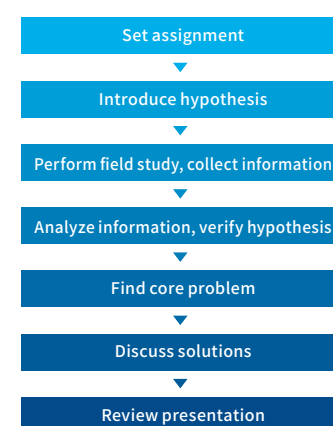 Set assignment
Introduce hypothesis
Perform field study, collect information
Analyze information, verify hypothesis
Find core problem
Discuss solutions
Review presentation